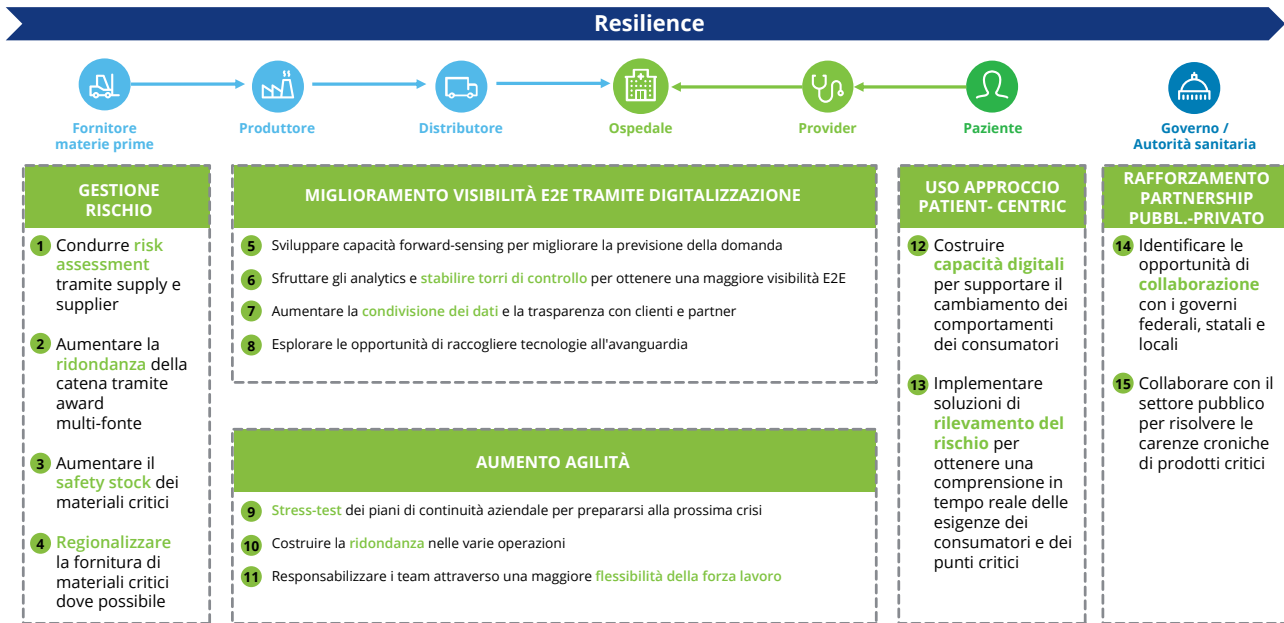 Resilience
Fornitore
materie prime
Produttore
Distributore
Ospedale
Provider
Paziente
Governo /
Autorità sanitaria
GESTIONE
RISCHIO
1 Condurre risk
assessment
tramite supply e
supplier
2 Aumentare la
ridondanza della
catena tramite
award
multi-fonte
3 Aumentare il
safety stock dei
materiali critici
4 Regionalizzare
la fornitura di
materiali critici
dove possibile
MIGLIORAMENTO VISIBILITÀ E2E TRAMITE DIGITALIZZAZIONE
5 Sviluppare capacità forward-sensing per migliorare la previsione della domanda
6 Sfruttare gli analytics e stabilire torri di controllo per ottenere una maggiore visibilità E2E
7 Aumentare la condivisione dei dati e la trasparenza con clienti e partner
8 Esplorare le opportunità di raccogliere tecnologie all'avanguardia
AUMENTO AGILITÀ
9 Stress-test dei piani di continuità aziendale per prepararsi alla prossima crisi
10 Costruire la ridondanza nelle varie operazioni
11 Responsabilizzare i team attraverso una maggiore flessibilità della forza lavoro
USO APPROCCIO
PATIENT- CENTRIC
12 Costruire
capacità digitali
per supportare il
cambiamento dei
comportamenti
dei consumatori
13 Implementare
soluzioni di
rilevamento del
rischio per
ottenere una
comprensione in
tempo reale delle
esigenze dei
consumatori e dei
punti critici
RAFFORZAMENTO
PARTNERSHIP
PUBBL.-PRIVATO
14 Identificare le
opportunità di
collaborazione
con i governi
federali, statali e
locali
15 Collaborare con il
settore pubblico
per risolvere le
carenze croniche
di prodotti critici